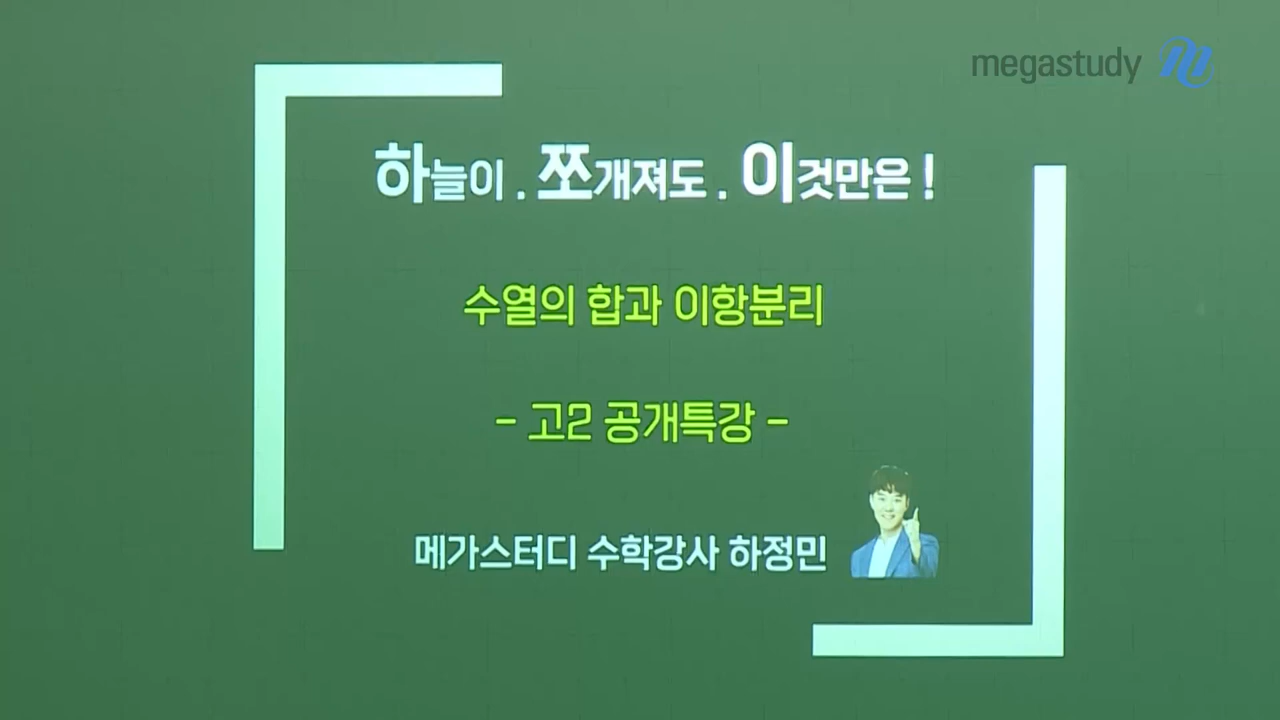 megastudy
하늘이 . 쪼개져도 . 이것만은 !
수열의 합과 이항분리
- 고2 공개특강 -
메가스터디 수학강사 하정민